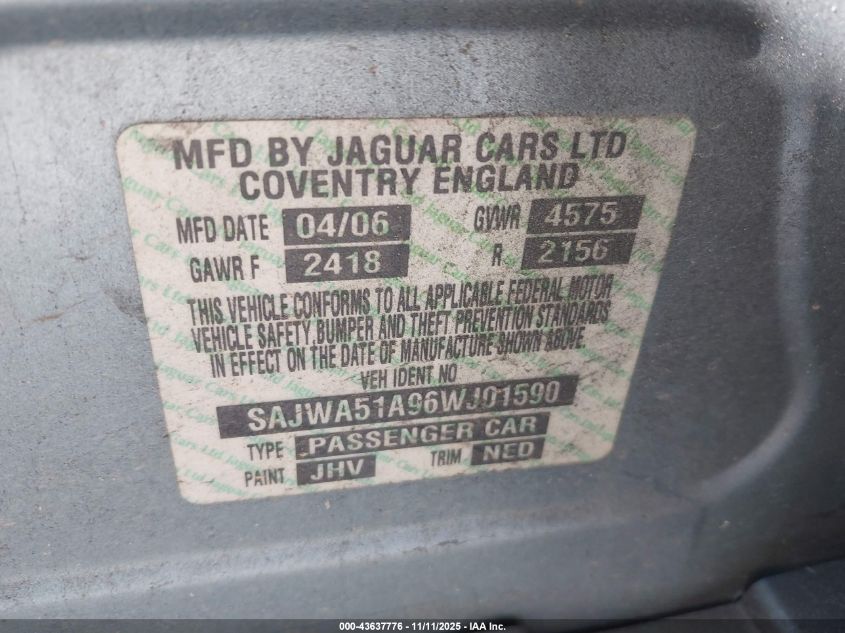 MFD BY JAGUAR CARS LTD
COVENTRY ENGLAND
MFD DATE 04/06 GVWR 4575
GAWR F 2418 R 2156
THIS VEHICLE CONFORMS TO ALL APPLICABLE FEDERAL MOTOR
VEHICLE SAFETY, BUMPER AND THEFT PREVENTION STANDARDS
IN EFFECT ON THE DATE OF MANUFACTURE SHOWN ABOVE
VEH IDENT NO
SAJWA51A96WJ01590
TYPE PASSENGER CAR
PAINT JHV TRIM NED
000-43637776 - 11/11/2025 - IAA Inc.